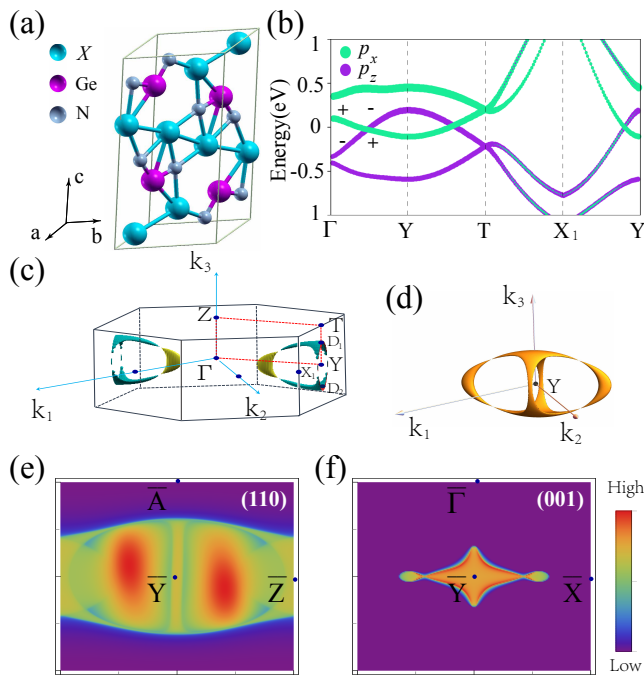 (a)
X
Ge
N
c
a
b
(b)
Energy(eV)
1
0.5
0
-0.5
-1
pₓ
p_z
+ -
- +
Γ Y T X₁ Y
(c)
k₃
Z
T
D₁
Y
Γ
X₁
D₂
k₁
k₂
(d)
k₃
Y
k₁
k₂
(e)
A̅
(110)
Y̅
Z̅
(f)
Γ̅
(001)
Y̅
X̅
High
Low